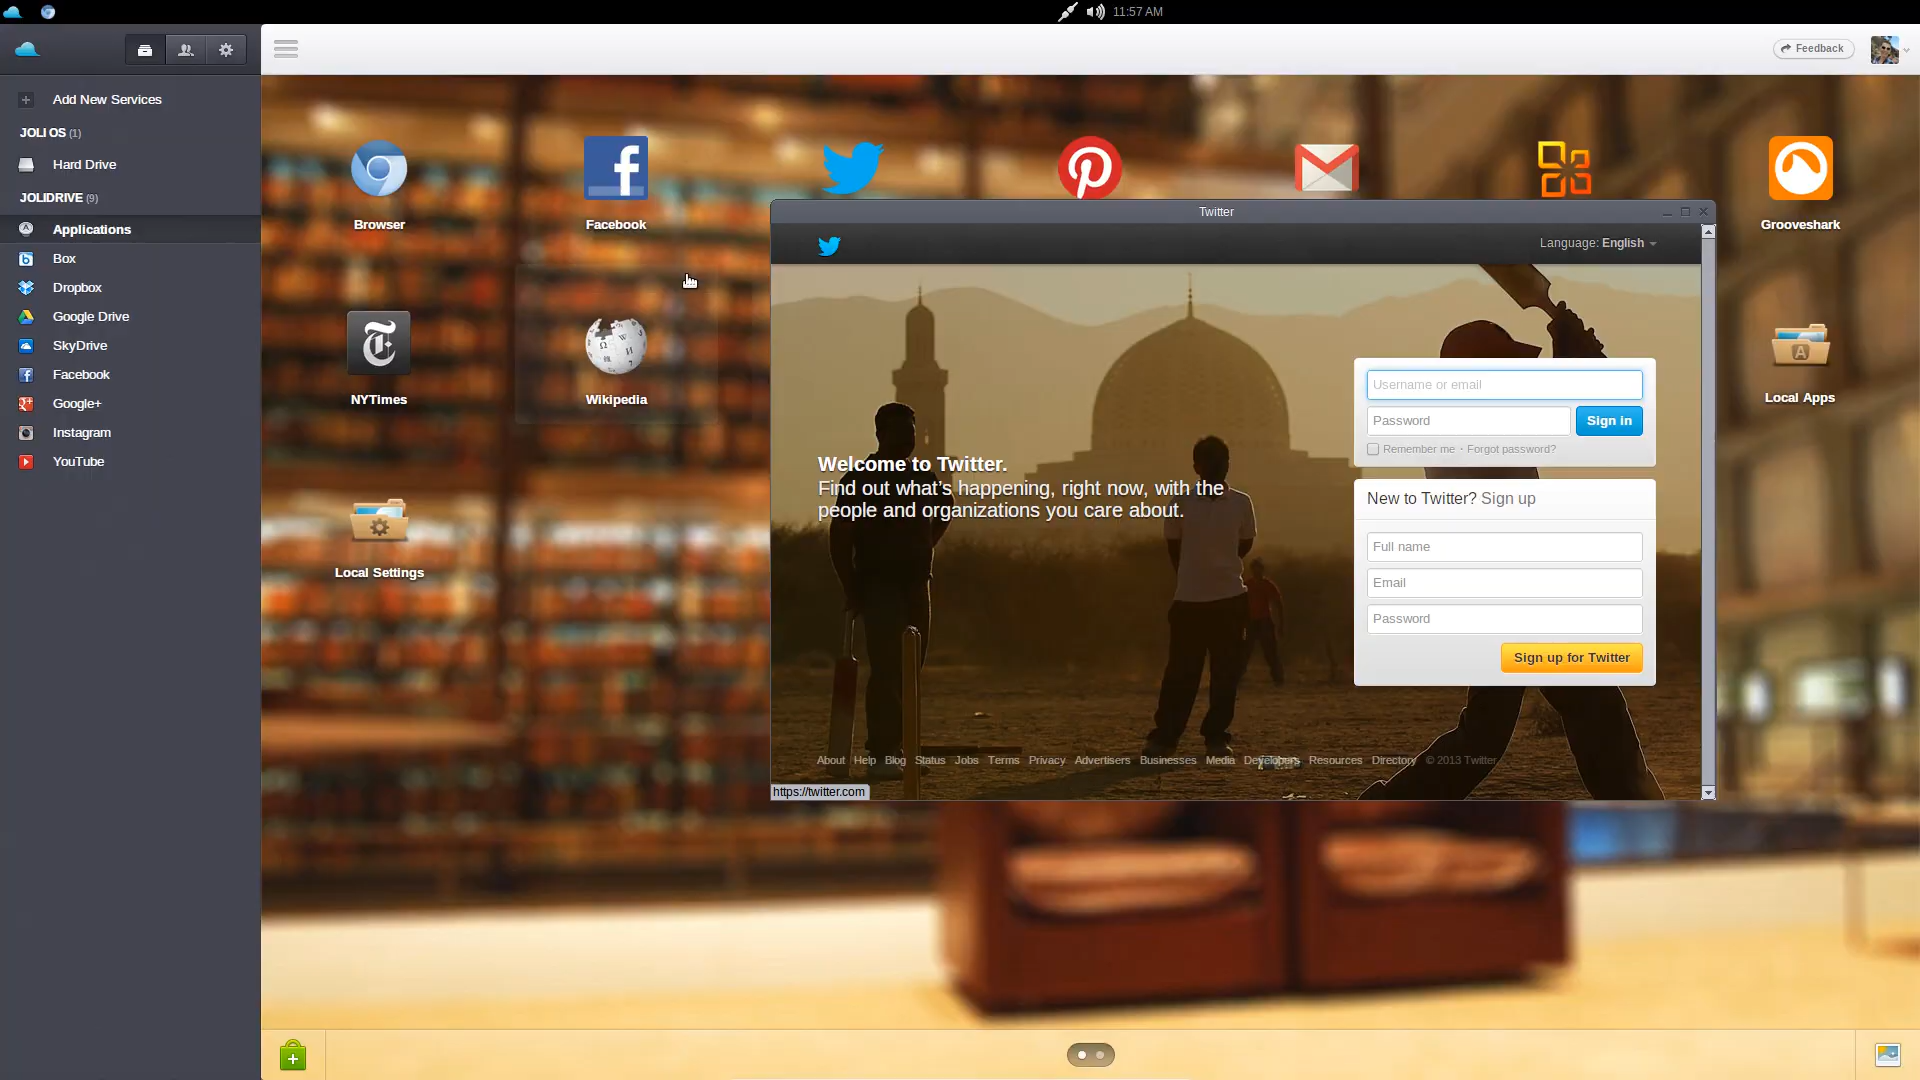 11:57 AM
Feedback
Add New Services
JOLI OS (1)
Hard Drive
JOLIDRIVE (9)
Applications
Box
Dropbox
Google Drive
SkyDrive
Facebook
Google+
Instagram
YouTube
Browser
Facebook
Grooveshark
NYTimes
Wikipedia
Local Apps
Local Settings
Twitter
Language: English
Username or email
Password
Sign in
Remember me · Forgot password?
Welcome to Twitter.
Find out what's happening, right now, with the
people and organizations you care about.
New to Twitter? Sign up
Full name
Email
Password
Sign up for Twitter
About Help Blog Status Jobs Terms Privacy Advertisers Businesses Media Developers Resources Directory © 2013 Twitter
https://twitter.com